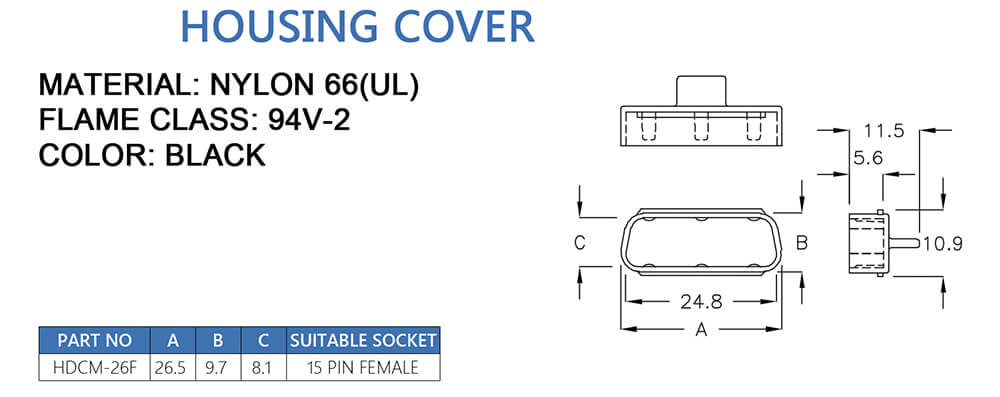 HOUSING COVER
MATERIAL: NYLON 66(UL)
FLAME CLASS: 94V-2
COLOR: BLACK
11.5
5.6
C
B
10.9
24.8
A
PART NO A B C SUITABLE SOCKET
HDCM-26F 26.5 9.7 8.1 15 PIN FEMALE